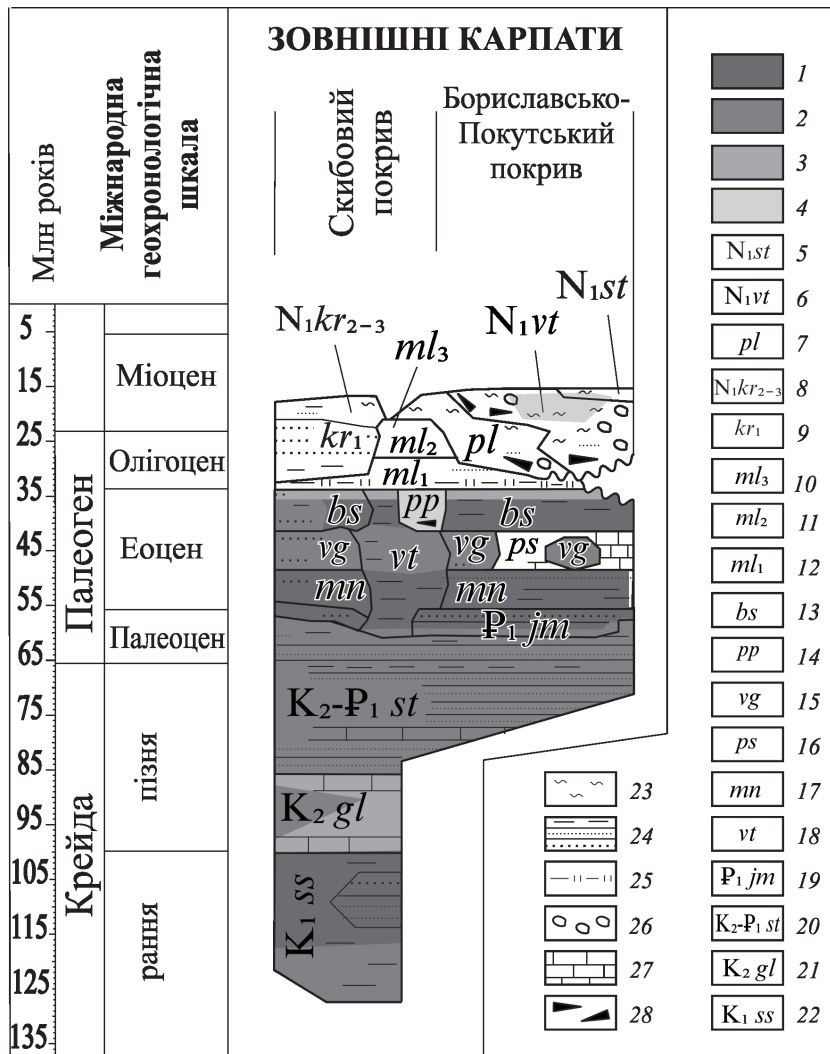 ЗОВНІШНІ КАРПАТИ
Млн років
Міжнародна
геохронологічна
шкала
Скибовий
покрив
Бориславсько-
Покутський
покрив
5
15
25
35
45
55
65
75
85
95
105
115
125
135
Палеоген
Крейда
Міоцен
Олігоцен
Еоцен
Палеоцен
пізня
рання
N₁kr₂₋₃
ml₃
N₁vt
N₁st
kr₁
ml₂
pl
ml₁
bs
pp
bs
vg
vt
vg
ps
vg
mn
mn
₽₁ jm
K₂-₽₁ st
K₂ gl
K₁ ss
1
2
3
4
N₁st 5
N₁vt 6
pl 7
N₁kr₂₋₃ 8
kr₁ 9
ml₃ 10
ml₂ 11
ml₁ 12
bs 13
pp 14
vg 15
ps 16
mn 17
vt 18
₽₁ jm 19
K₂-₽₁ st 20
K₂ gl 21
K₁ ss 22
23
24
25
26
27
28